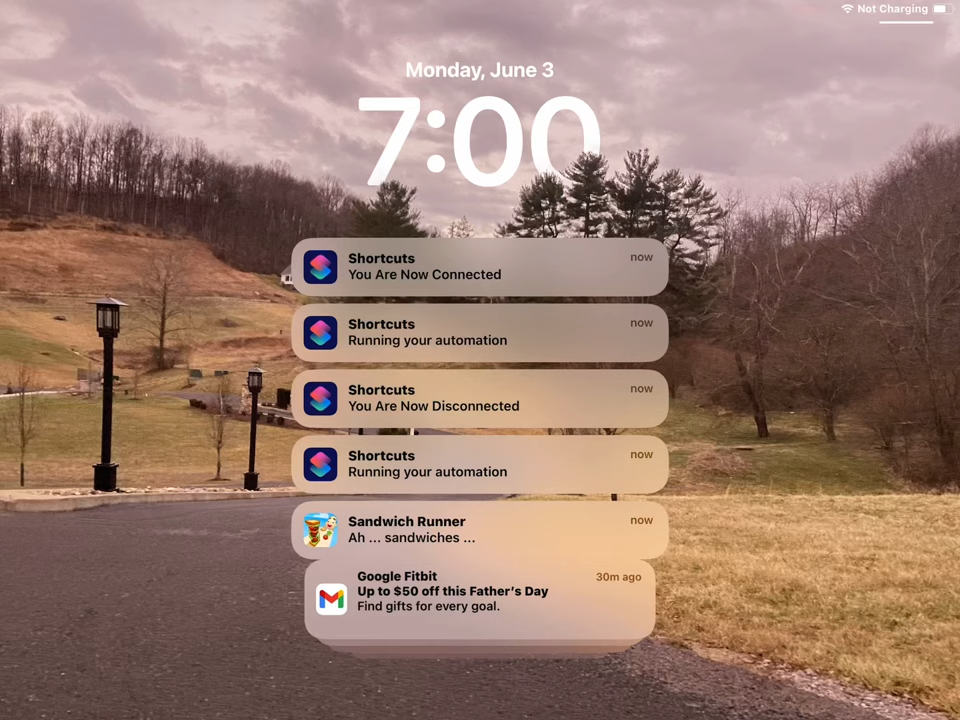 Not Charging
Monday, June 3
7:00
Shortcuts now
You Are Now Connected
Shortcuts now
Running your automation
Shortcuts now
You Are Now Disconnected
Shortcuts now
Running your automation
Sandwich Runner now
Ah ... sandwiches ...
Google Fitbit 30m ago
Up to $50 off this Father’s Day
Find gifts for every goal.